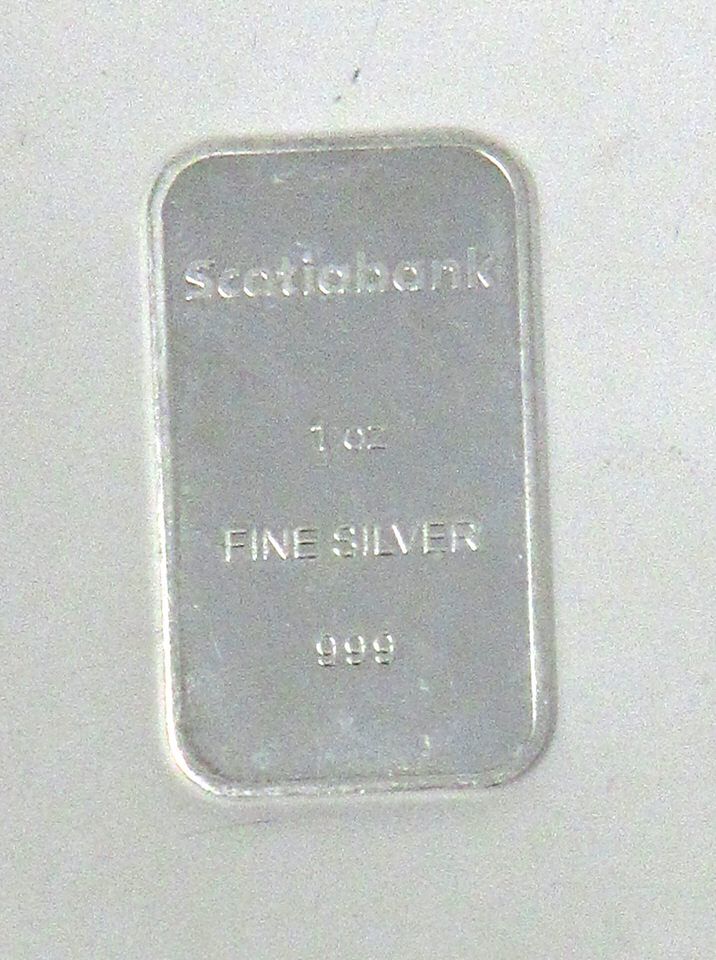 Scotiabank
1 oz
FINE SILVER
999